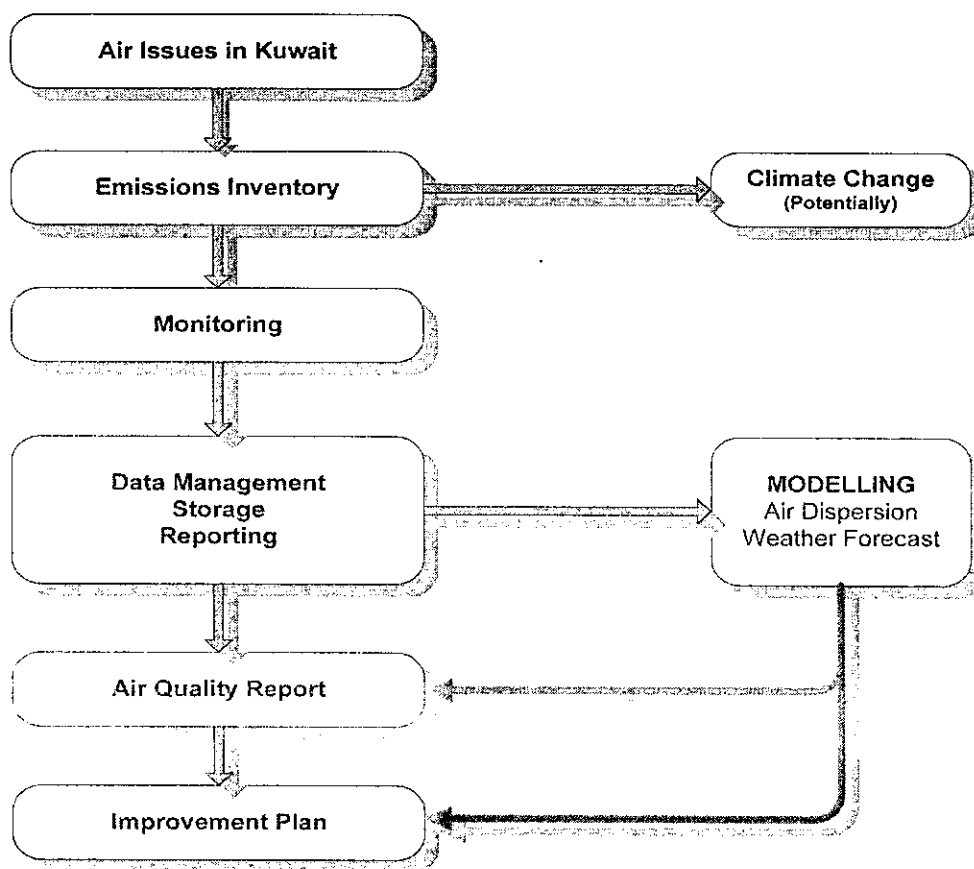 Air Issues in Kuwait
Emissions Inventory
Climate Change
(Potentially)
Monitoring
Data Management
Storage
Reporting
MODELLING
Air Dispersion
Weather Forecast
Air Quality Report
Improvement Plan